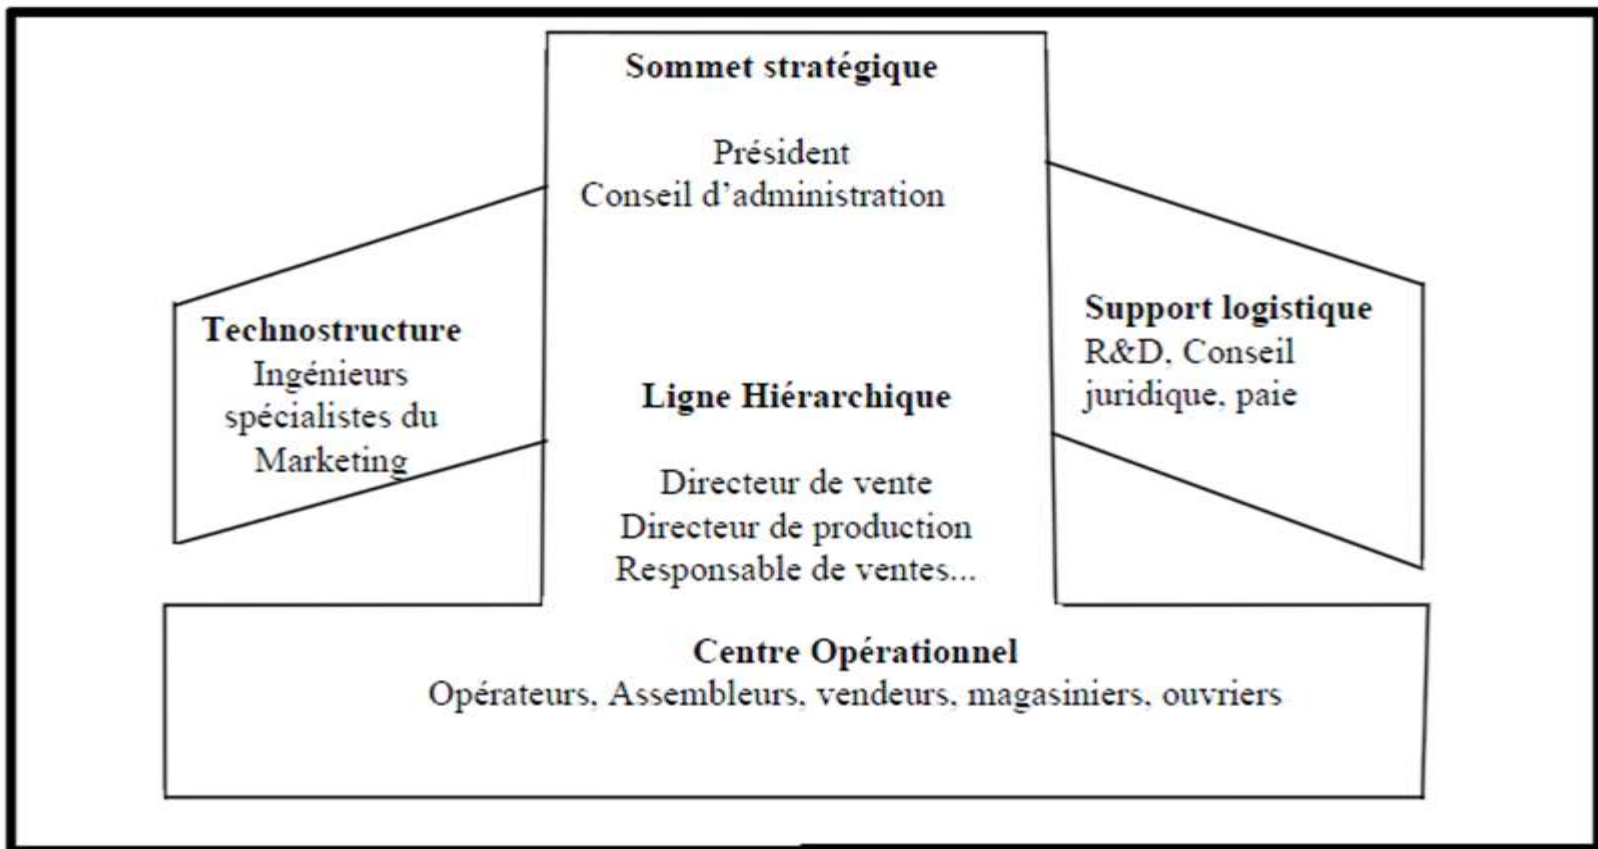 Sommet stratégique
Président
Conseil d'administration
Technostructure
Ingénieurs
spécialistes du
Marketing
Ligne Hiérarchique
Directeur de vente
Directeur de production
Responsable de ventes...
Support logistique
R&D, Conseil
juridique, paie
Centre Opérationnel
Opérateurs, Assembleurs, vendeurs, magasiniers, ouvriers